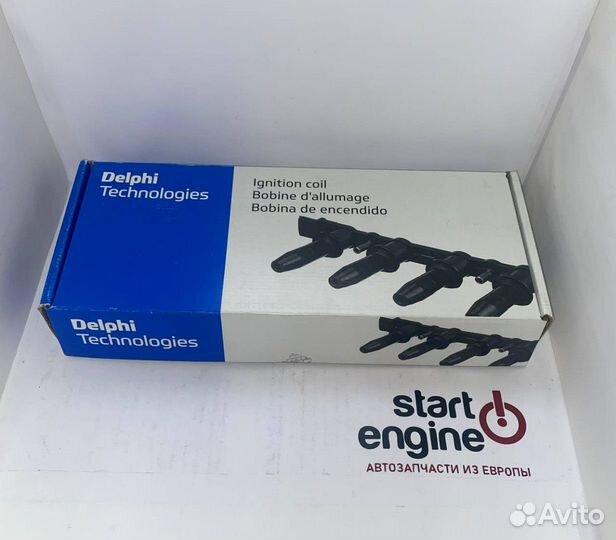 Delphi
Technologies
Ignition coil
Bobine d'allumage
Bobina de encendido
Delphi
Technologies
start
engine
АВТОЗАПЧАСТИ ИЗ ЕВРОПЫ
Avito